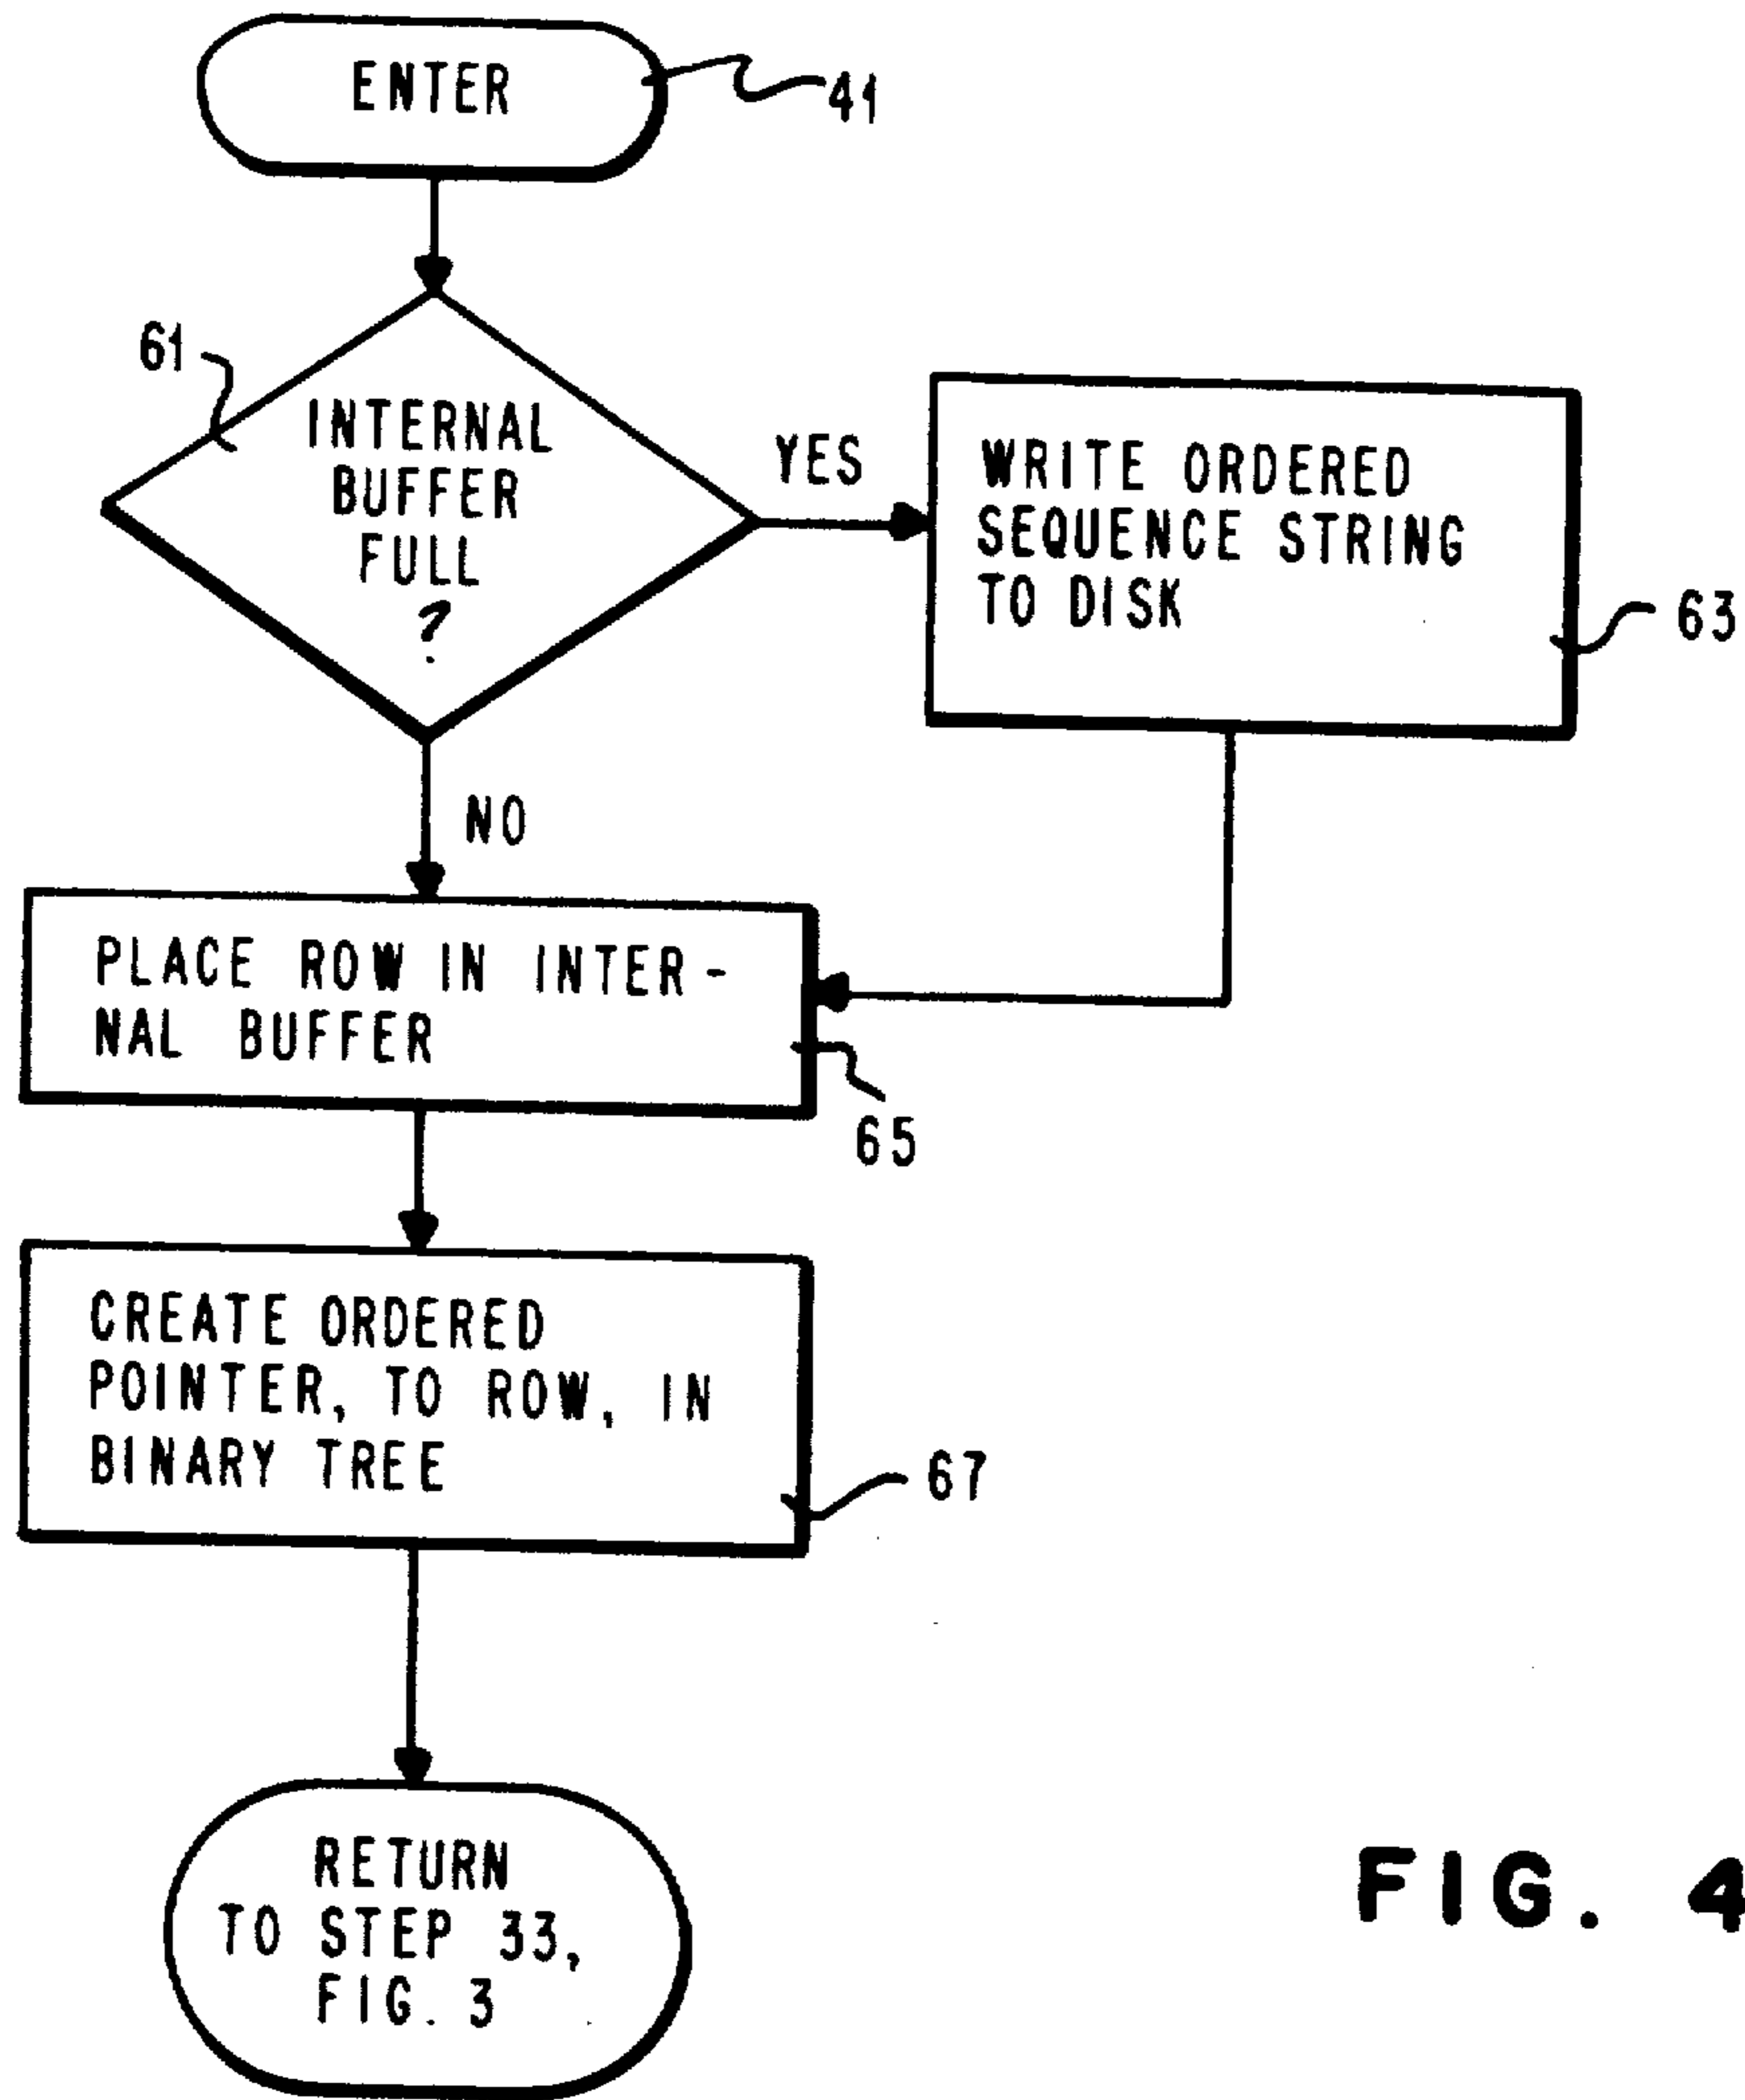 ENTER
41
61
INTERNAL
BUFFER
FULL
?
YES
WRITE ORDERED
SEQUENCE STRING
TO DISK
63
NO
PLACE ROW IN INTER-
NAL BUFFER
65
CREATE ORDERED
POINTER, TO ROW, IN
BINARY TREE
67
RETURN
TO STEP 33,
FIG. 3
FIG. 4